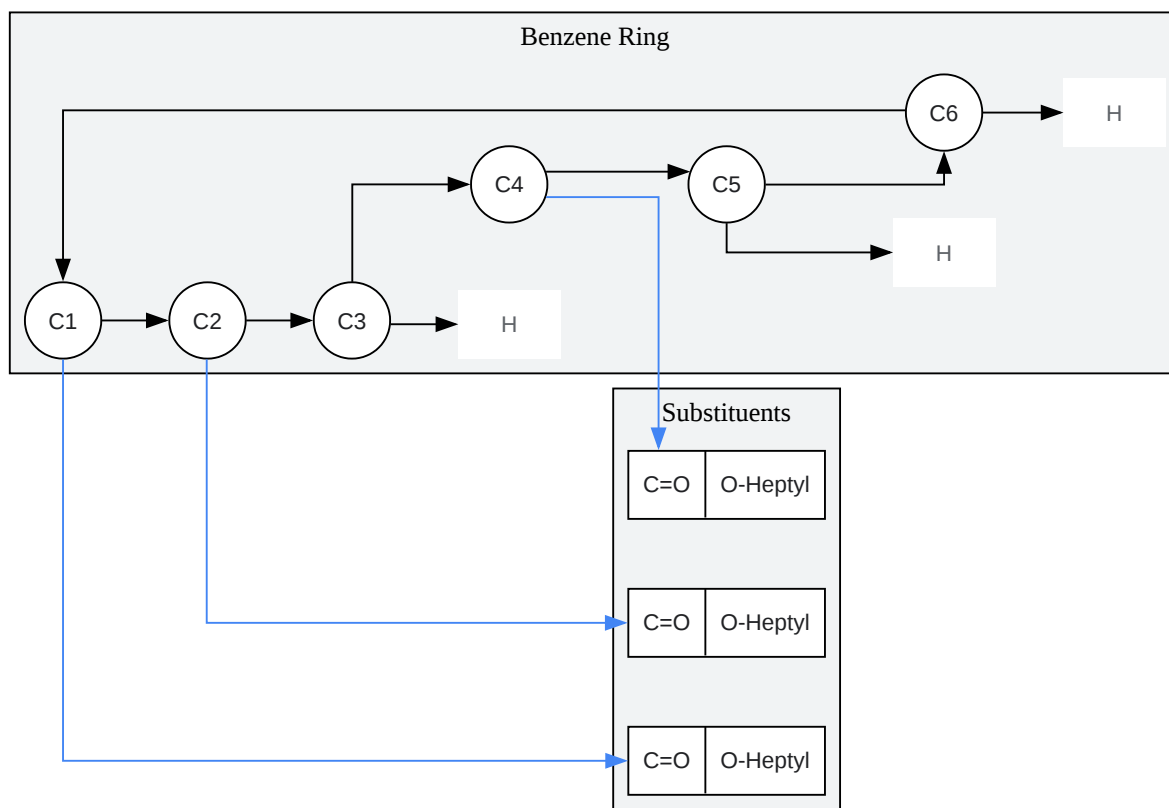 Benzene Ring
C6
H
C4
C5
H
C1
C2
C3
H
Substituents
C=O
O-Heptyl
C=O
O-Heptyl
C=O
O-Heptyl